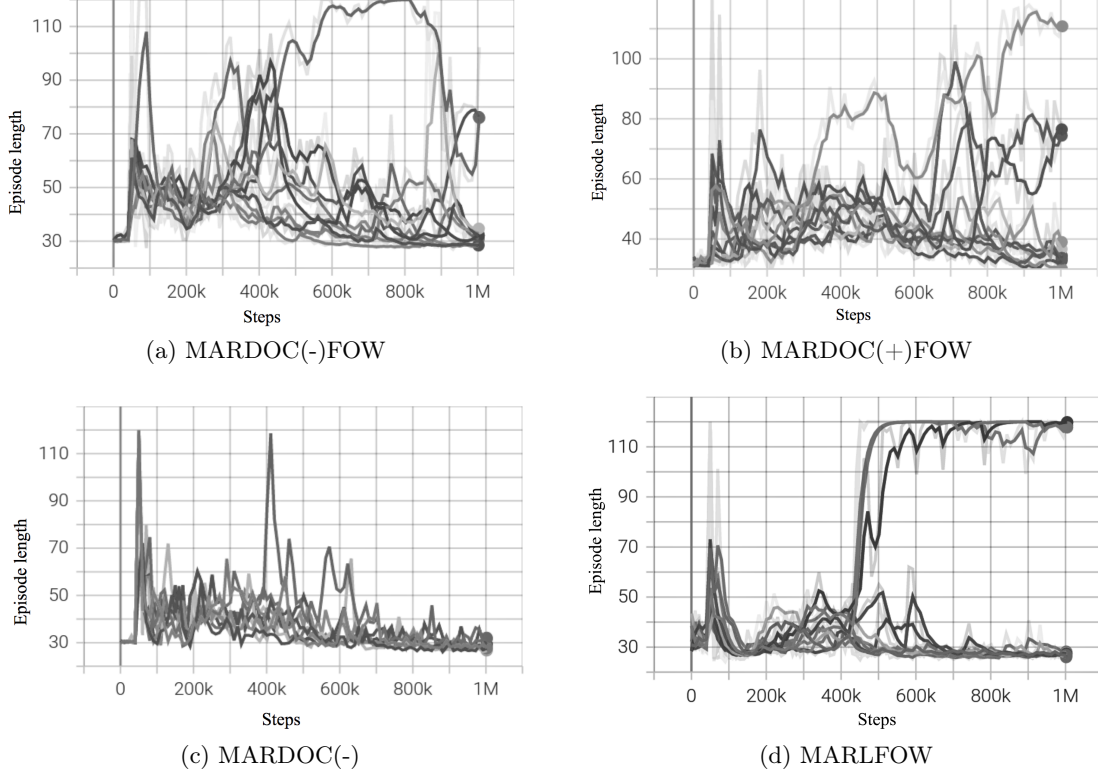 110
90
70
50
30
Episode length
0 200k 400k 600k 800k 1M
Steps
(a) MARDOC(-)FOW
100
80
60
40
Episode length
0 200k 400k 600k 800k 1M
Steps
(b) MARDOC(+)FOW
110
90
70
50
30
Episode length
0 200k 400k 600k 800k 1M
Steps
(c) MARDOC(-)
110
90
70
50
30
Episode length
0 200k 400k 600k 800k 1M
Steps
(d) MARLFOW